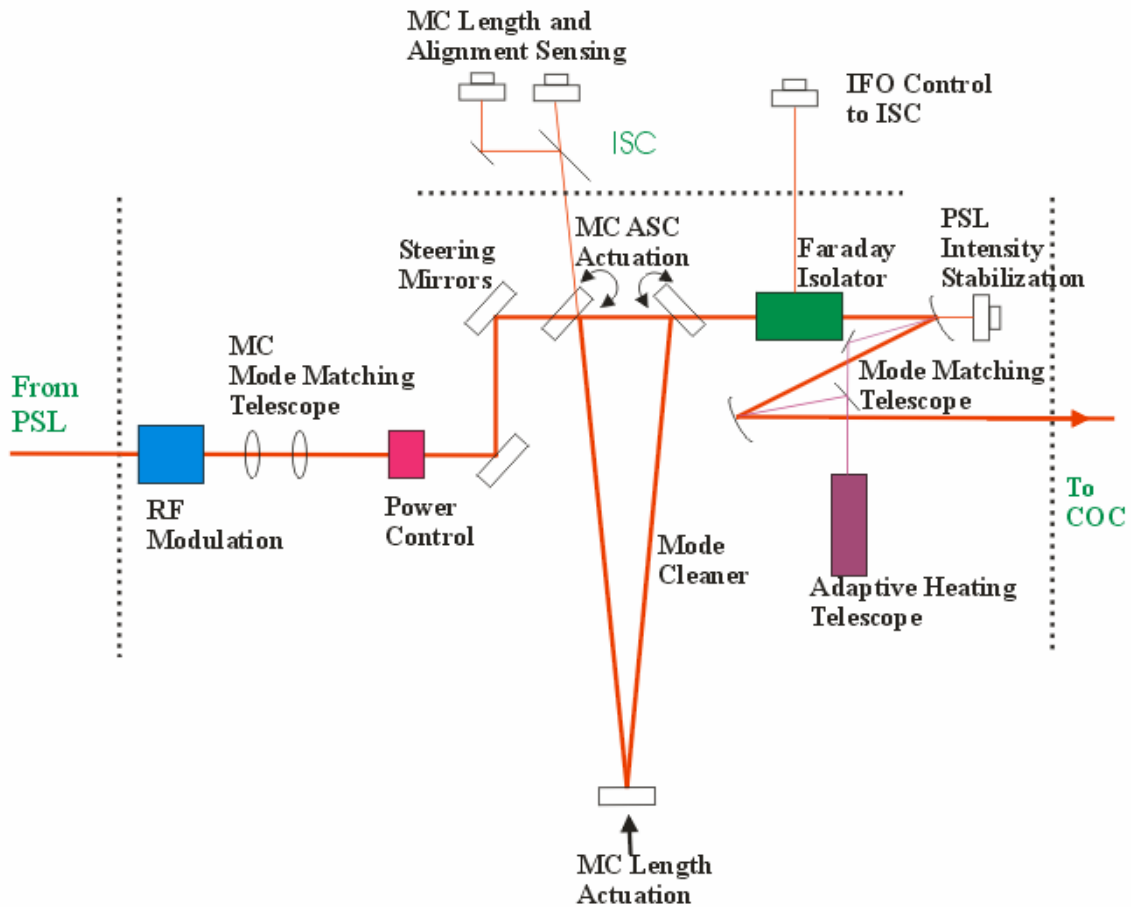 MC Length and
Alignment Sensing
IFO Control
to ISC
ISC
MC ASC
Actuation
Steering
Mirrors
Faraday
Isolator
PSL
Intensity
Stabilization
MC
Mode Matching
Telescope
From
PSL
Mode Matching
Telescope
RF
Modulation
Power
Control
Mode
Cleaner
To
COC
Adaptive Heating
Telescope
MC Length
Actuation